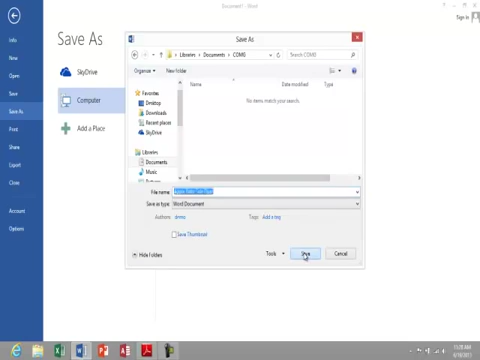 Document1 - Word
Sign in
Info
New
Open
Save
Save As
Print
Share
Export
Close
Account
Options
Save As
SkyDrive
Computer
Add a Place
Save As
Libraries ▸ Documents ▸
Organize
New folder
Name
Date modified
Type
No items match your search.
Favorites
Desktop
Downloads
Recent places
SkyDrive
Libraries
Documents
Music
File name:
Save as type: Word Document
Authors:
Tags: Add a tag
Save Thumbnail
Hide Folders
Tools
Save
Cancel